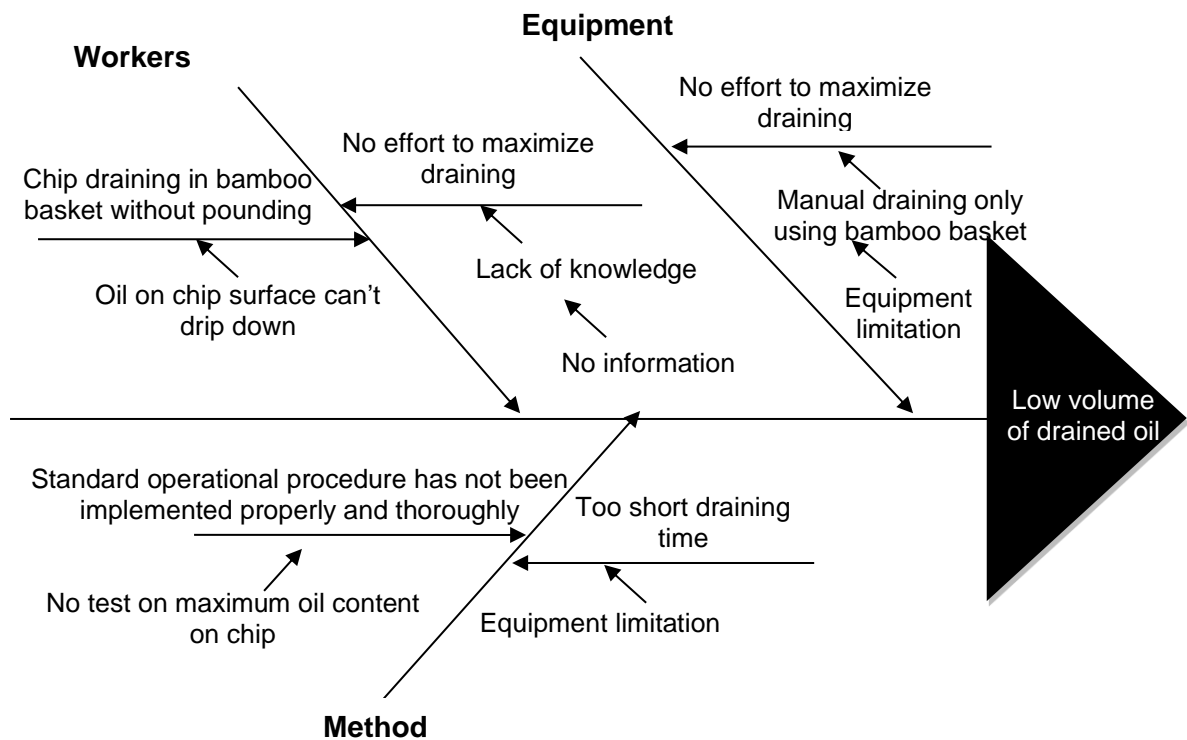 Equipment
Workers
No effort to maximize
draining
No effort to maximize
draining
Chip draining in bamboo
basket without pounding
Manual draining only
using bamboo basket
Lack of knowledge
Oil on chip surface can't
drip down
Equipment
limitation
No information
Low volume
of drained oil
Standard operational procedure has not been
implemented properly and thoroughly
Too short draining
time
No test on maximum oil content
on chip
Equipment limitation
Method